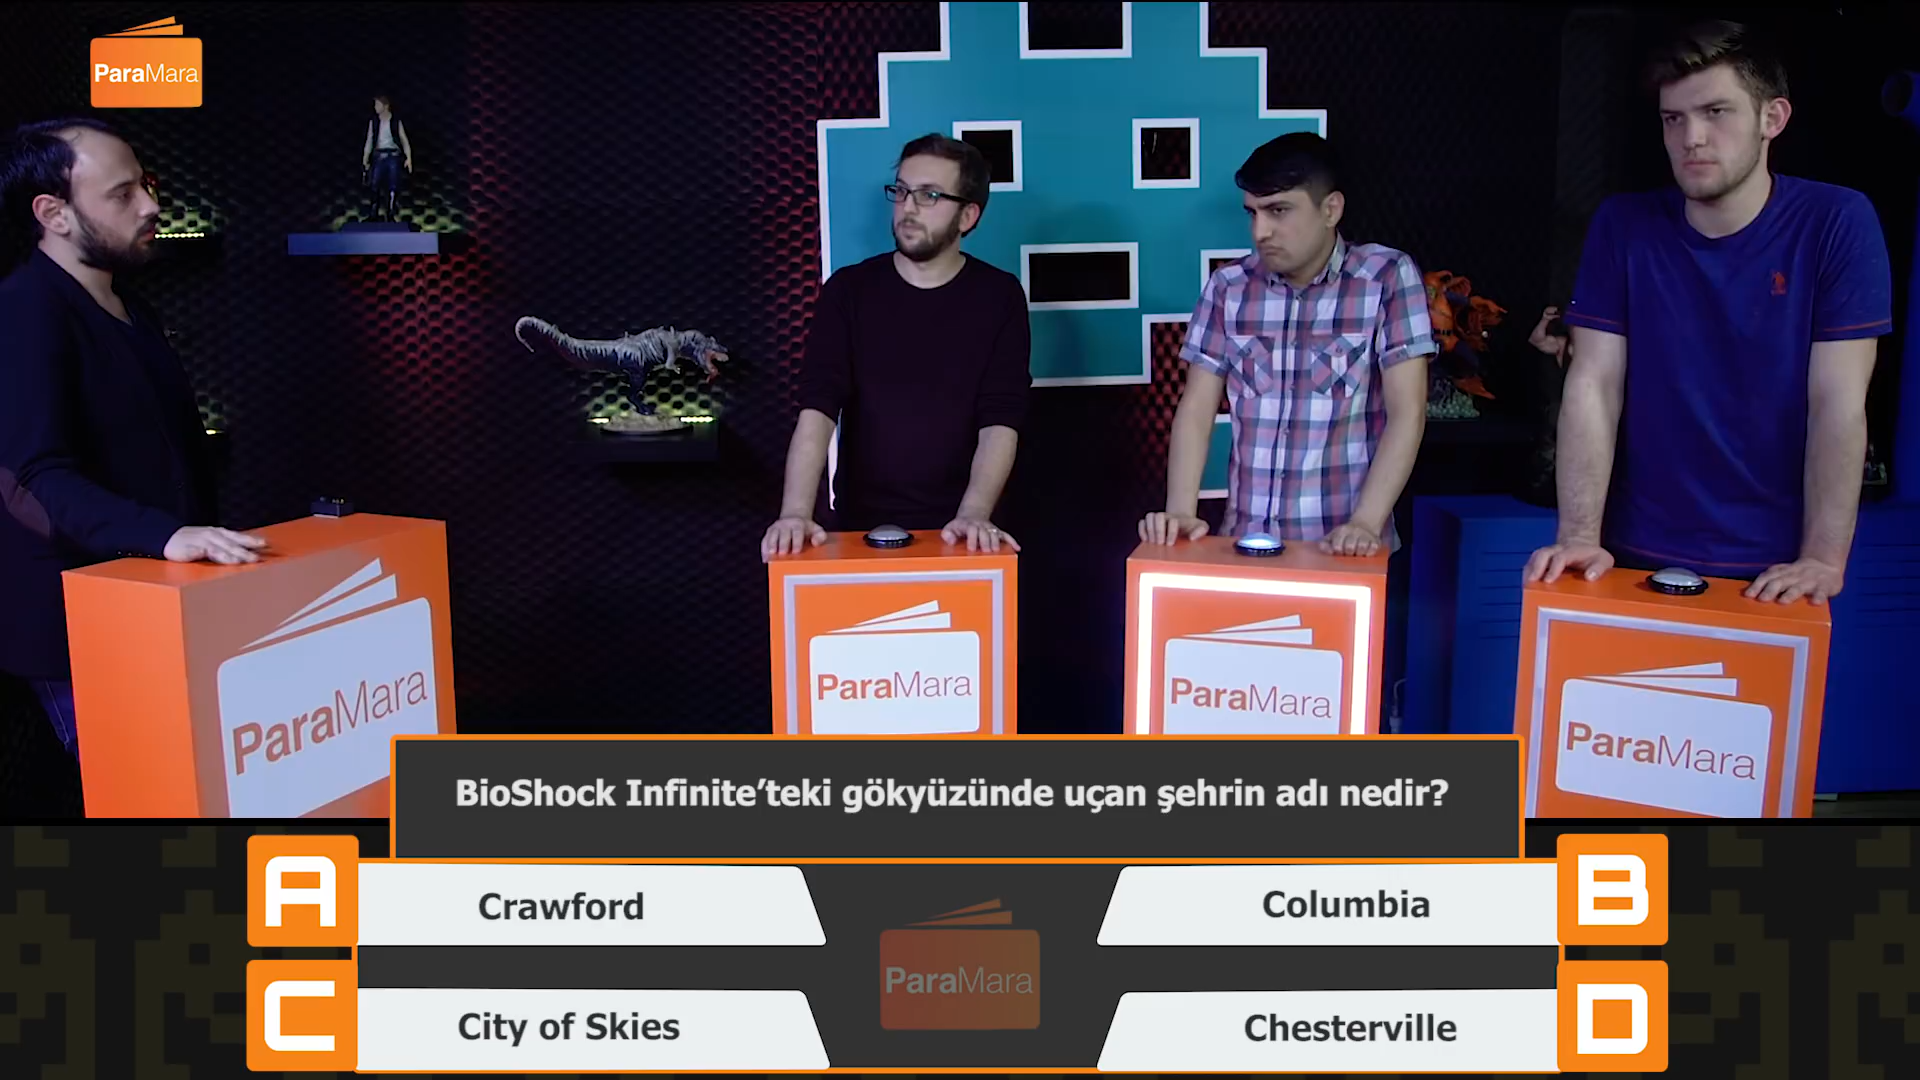 ParaMara
ParaMara
ParaMara
ParaMara
ParaMara
BioShock Infinite’teki gökyüzünde uçan şehrin adı nedir?
A
Crawford
Columbia
B
ParaMara
C
City of Skies
Chesterville
D